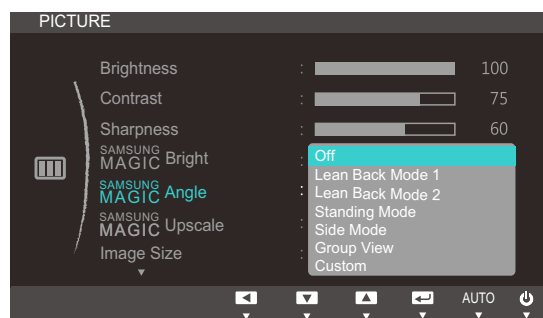 PICTURE
Brightness : 100
Contrast : 75
Sharpness : 60
SAMSUNG MAGIC Bright :
SAMSUNG MAGIC Angle :
SAMSUNG MAGIC Upscale :
Image Size :
Off
Lean Back Mode 1
Lean Back Mode 2
Standing Mode
Side Mode
Group View
Custom
AUTO